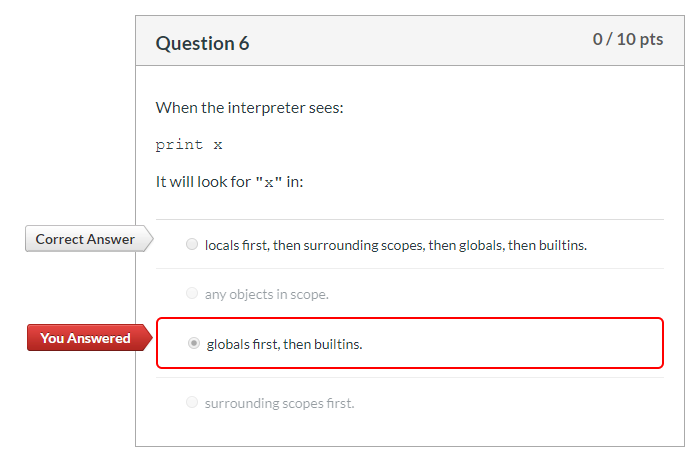 Question 6
0 / 10 pts
When the interpreter sees:
print x
It will look for "x" in:
Correct Answer
locals first, then surrounding scopes, then globals, then builtins.
any objects in scope.
You Answered
globals first, then builtins.
surrounding scopes first.